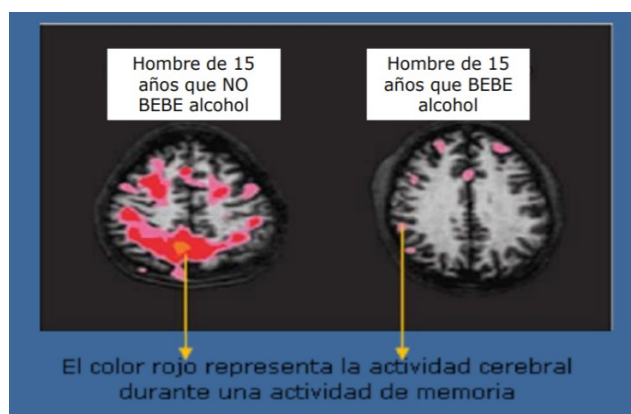 Hombre de 15
años que NO
BEBE alcohol
Hombre de 15
años que BEBE
alcohol
El color rojo representa la actividad cerebral
durante una actividad de memoria